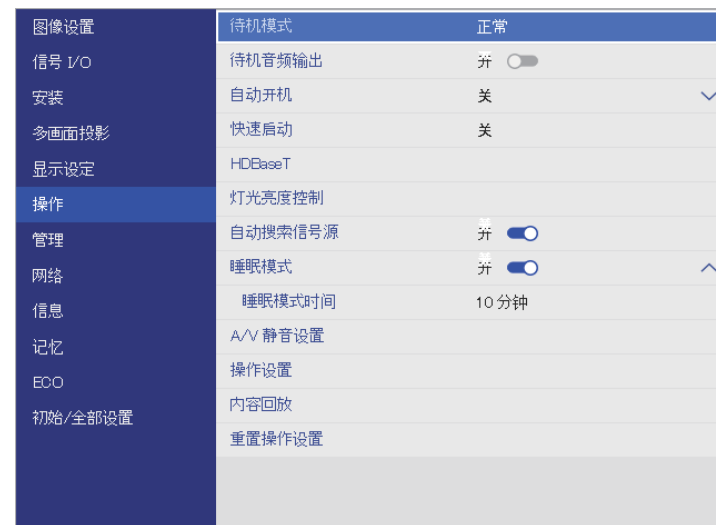 图像设置
信号 I/O
安装
多画面投影
显示设定
操作
管理
网络
信息
记忆
ECO
初始/全部设置
待机模式 正常
待机音频输出 开
自动开机 关
快速启动 关
HDBaseT
灯光亮度控制
自动搜索信号源 开
睡眠模式 开
睡眠模式时间 10 分钟
A/V 静音设置
操作设置
内容回放
重置操作设置